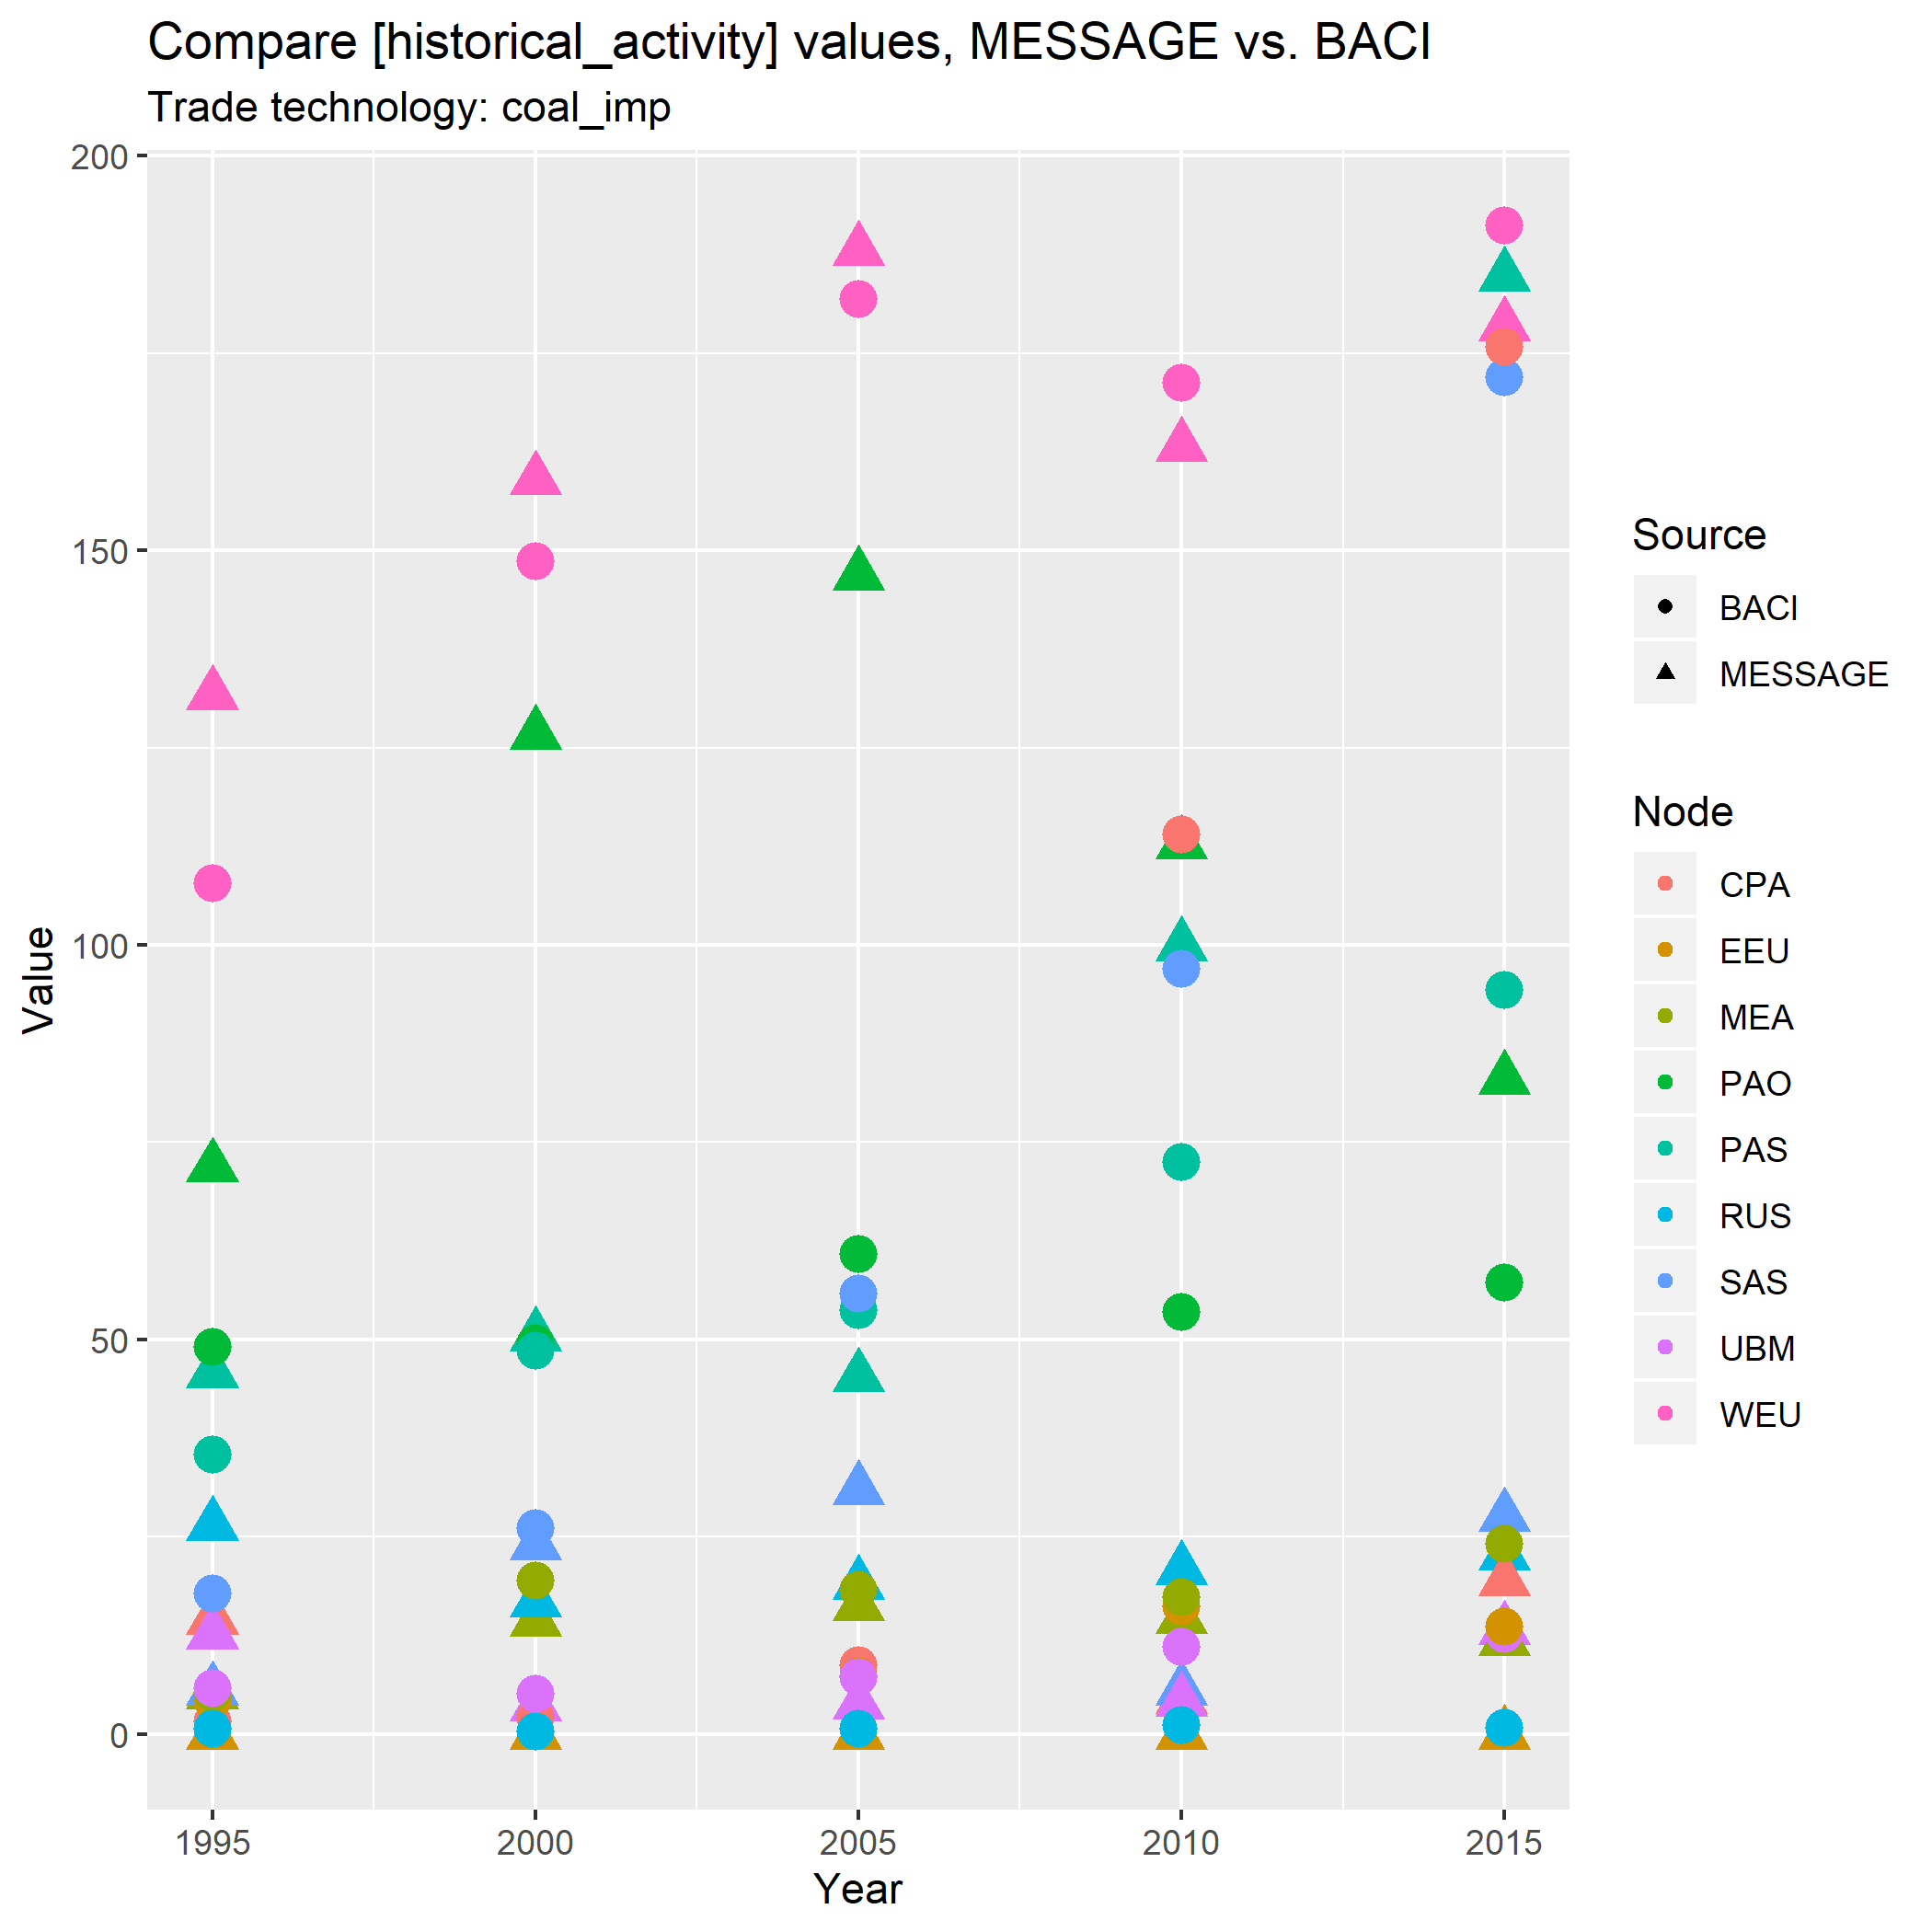 Compare [historical_activity] values, MESSAGE vs. BACI
Trade technology: coal_imp
200
150
100
50
0
Value
1995 2000 2005 2010 2015
Year
Source
BACI
MESSAGE
Node
CPA
EEU
MEA
PAO
PAS
RUS
SAS
UBM
WEU